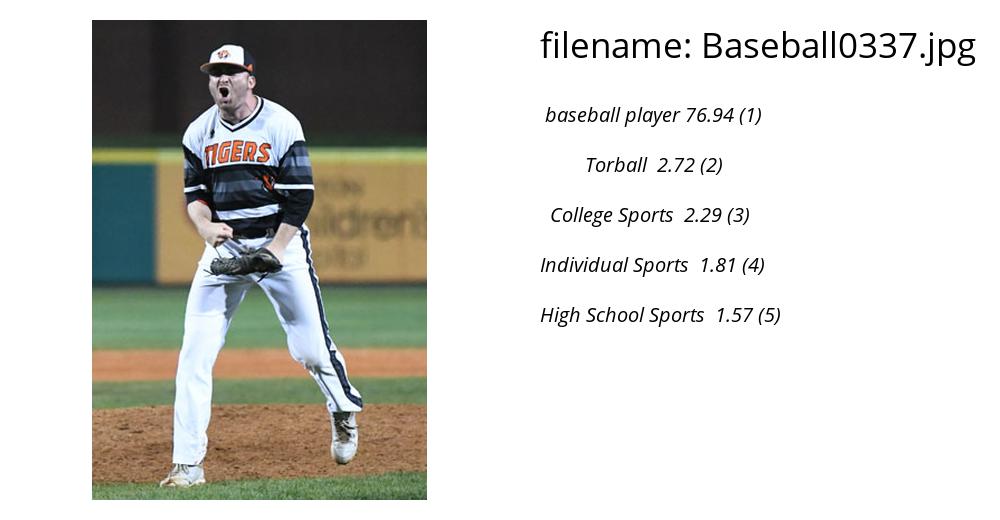 filename: Baseball0337.jpg
baseball player 76.94 (1)
Torball 2.72 (2)
College Sports 2.29 (3)
Individual Sports 1.81 (4)
High School Sports 1.57 (5)
TIGERS